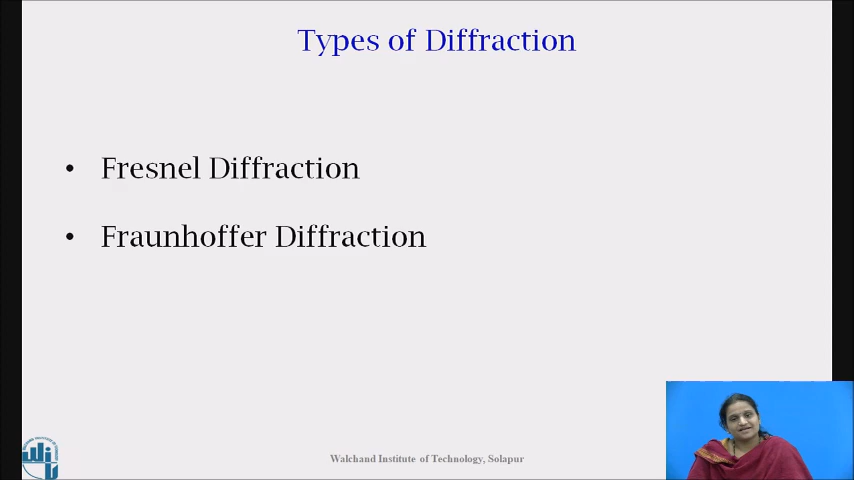 Types of Diffraction
• Fresnel Diffraction
• Fraunhoffer Diffraction
Walchand Institute of Technology, Solapur